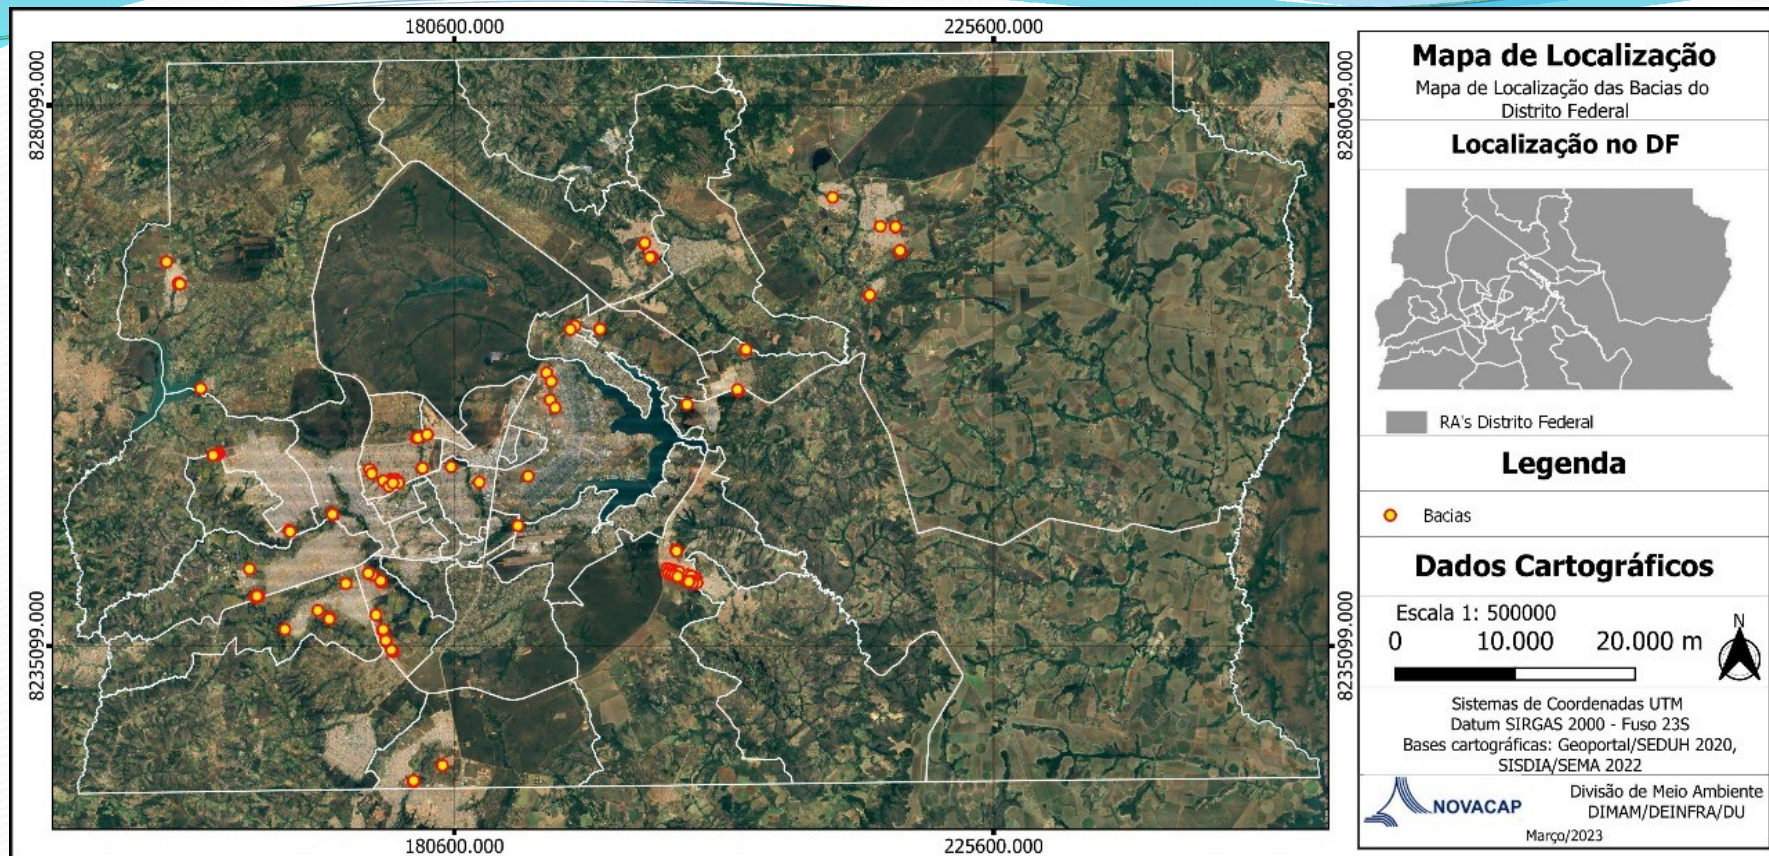 180600.000
225600.000
8280099.000
8280099.000
8235099.000
8235099.000
180600.000
225600.000
Mapa de Localização
Mapa de Localização das Bacias do
Distrito Federal
Localização no DF
RA's Distrito Federal
Legenda
Bacias
Dados Cartográficos
Escala 1: 500000
0 10.000 20.000 m
N
Sistemas de Coordenadas UTM
Datum SIRGAS 2000 - Fuso 23S
Bases cartográficas: Geoportal/SEDUH 2020,
SISDIA/SEMA 2022
NOVACAP
Divisão de Meio Ambiente
DIMAM/DEINFRA/DU
Março/2023